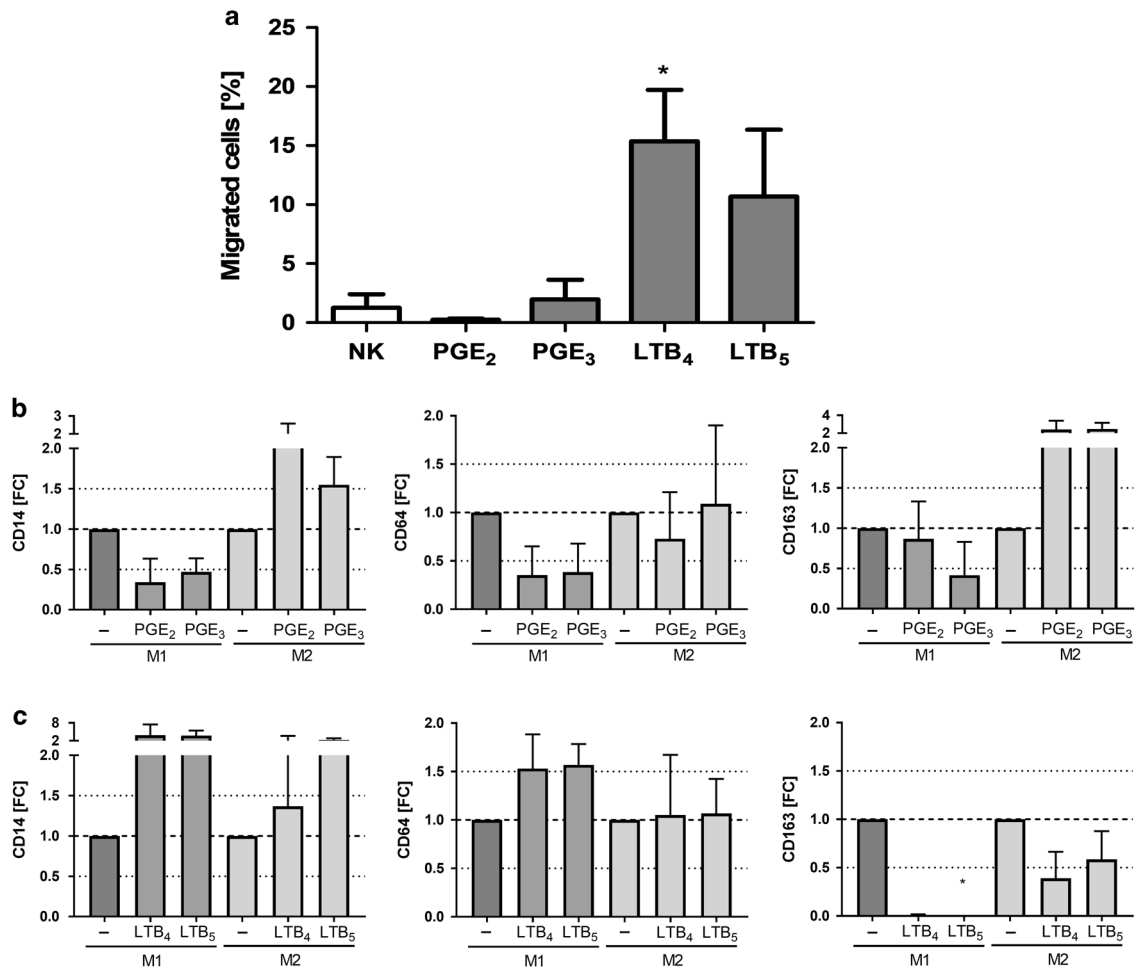 a
Migrated cells [%]
25
20
15
10
5
0
*
NK PGE₂ PGE₃ LTB₄ LTB₅
b
CD14 [FC]
3
2
2.0
1.5
1.0
0.5
0.0
– PGE₂ PGE₃ – PGE₂ PGE₃
M1 M2
CD64 [FC]
2.0
1.5
1.0
0.5
0.0
– PGE₂ PGE₃ – PGE₂ PGE₃
M1 M2
CD163 [FC]
4
2
2.0
1.5
1.0
0.5
0.0
– PGE₂ PGE₃ – PGE₂ PGE₃
M1 M2
c
CD14 [FC]
8
2
2.0
1.5
1.0
0.5
0.0
– LTB₄ LTB₅ – LTB₄ LTB₅
M1 M2
CD64 [FC]
2.0
1.5
1.0
0.5
0.0
– LTB₄ LTB₅ – LTB₄ LTB₅
M1 M2
CD163 [FC]
2.0
1.5
1.0
0.5
0.0
*
– LTB₄ LTB₅ – LTB₄ LTB₅
M1 M2